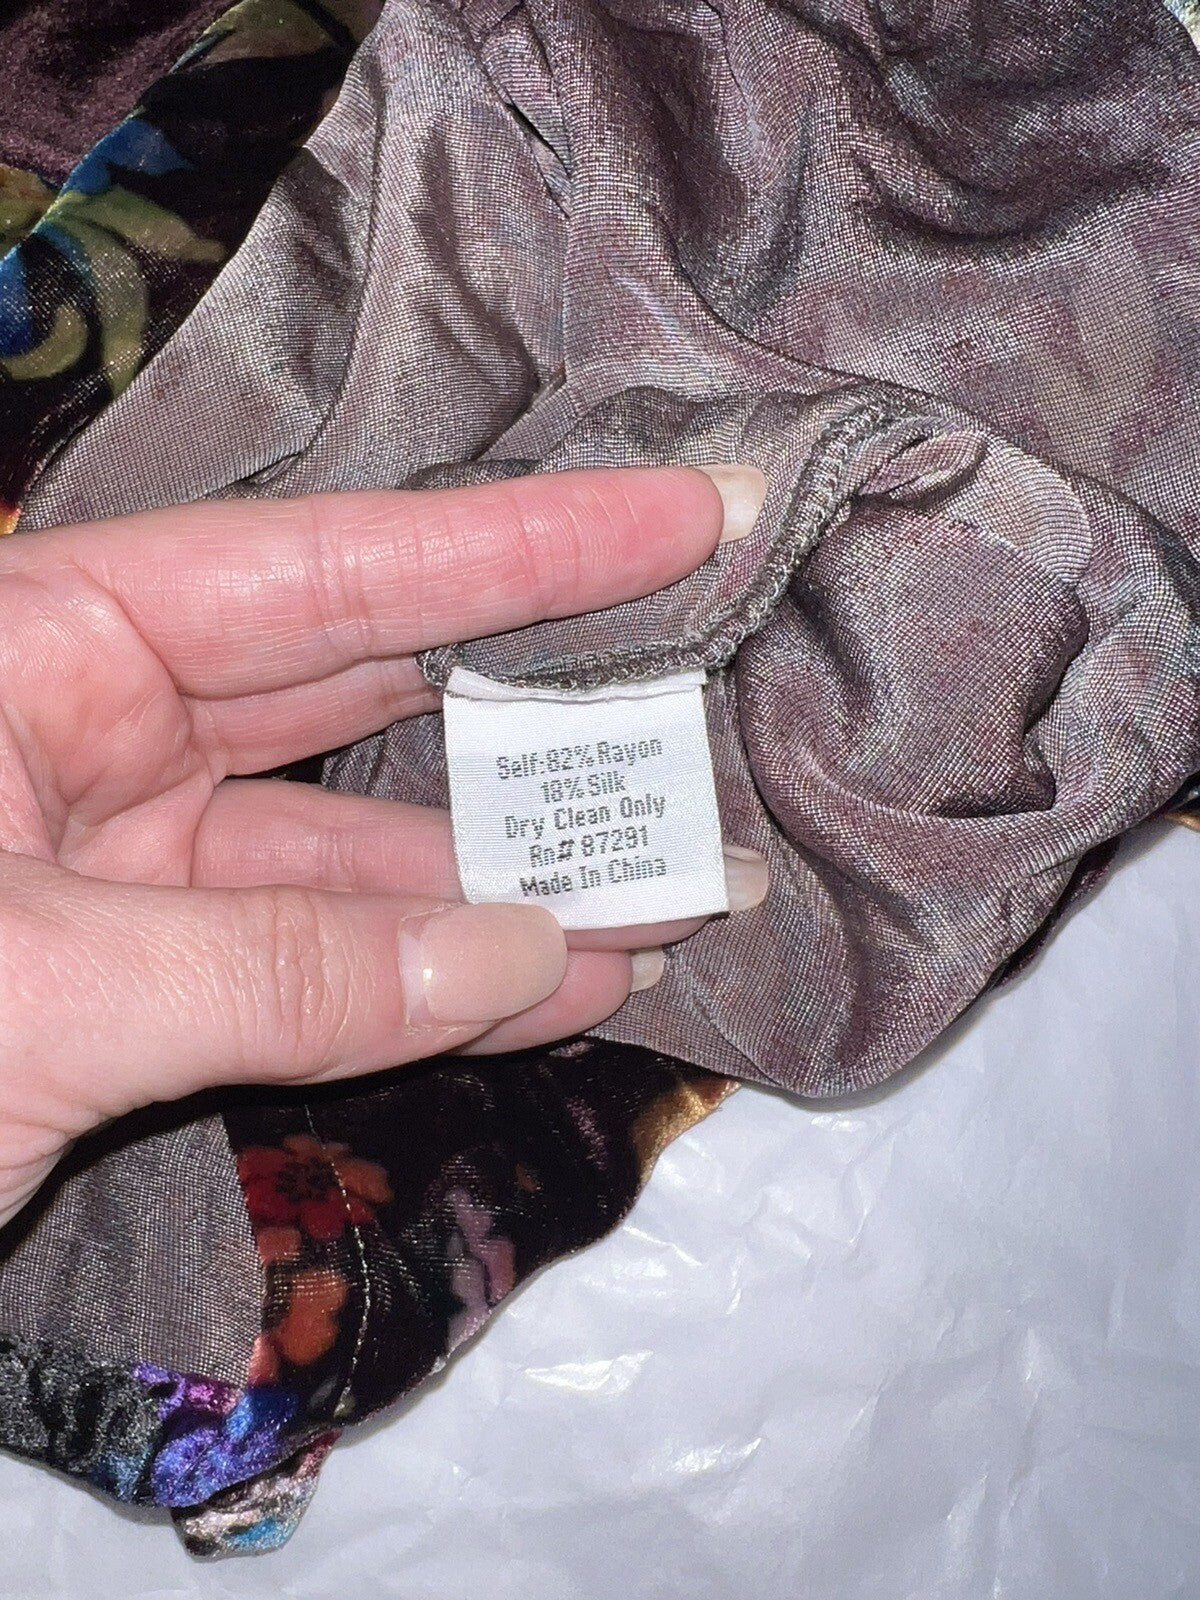 Self:82% Rayon
18% Silk
Dry Clean Only
Rn# 87291
Made In China